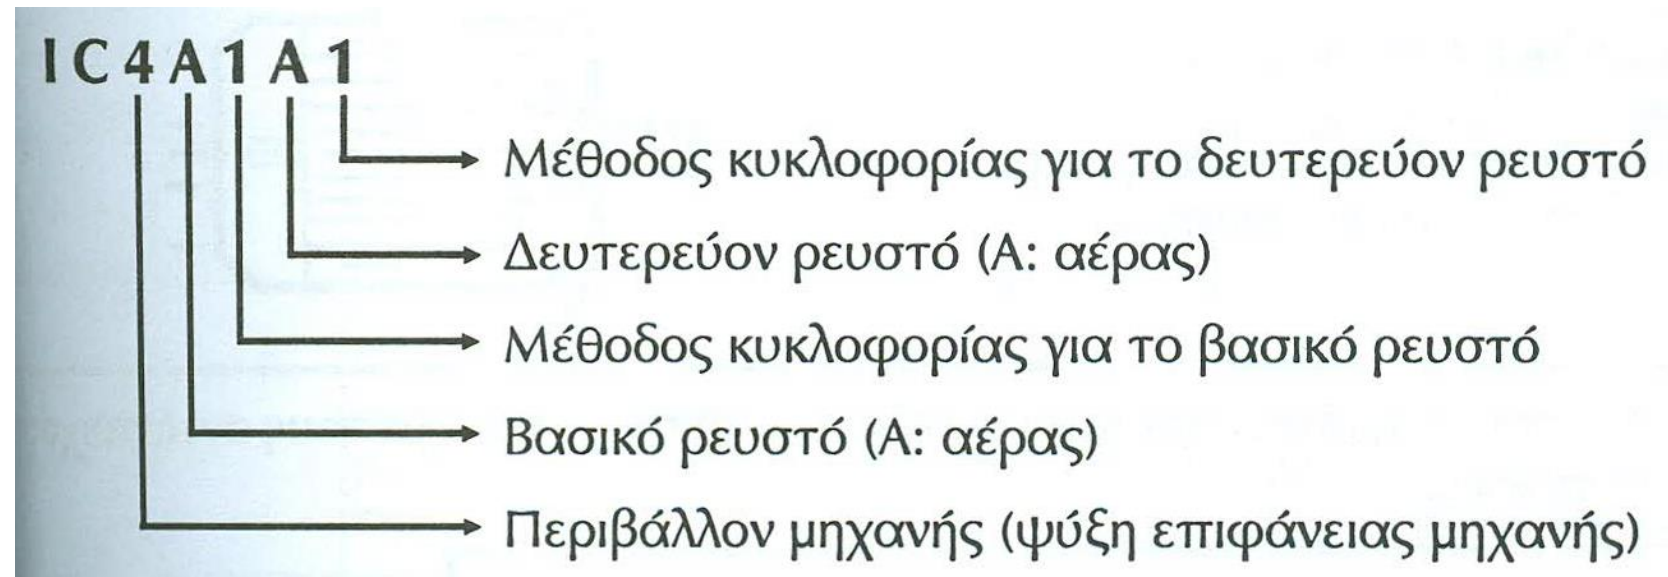 IC4A1A1
Μέθοδος κυκλοφορίας για το δευτερεύον ρευστό
Δευτερεύον ρευστό (Α: αέρας)
Μέθοδος κυκλοφορίας για το βασικό ρευστό
Βασικό ρευστό (Α: αέρας)
Περιβάλλον μηχανής (ψύξη επιφάνειας μηχανής)